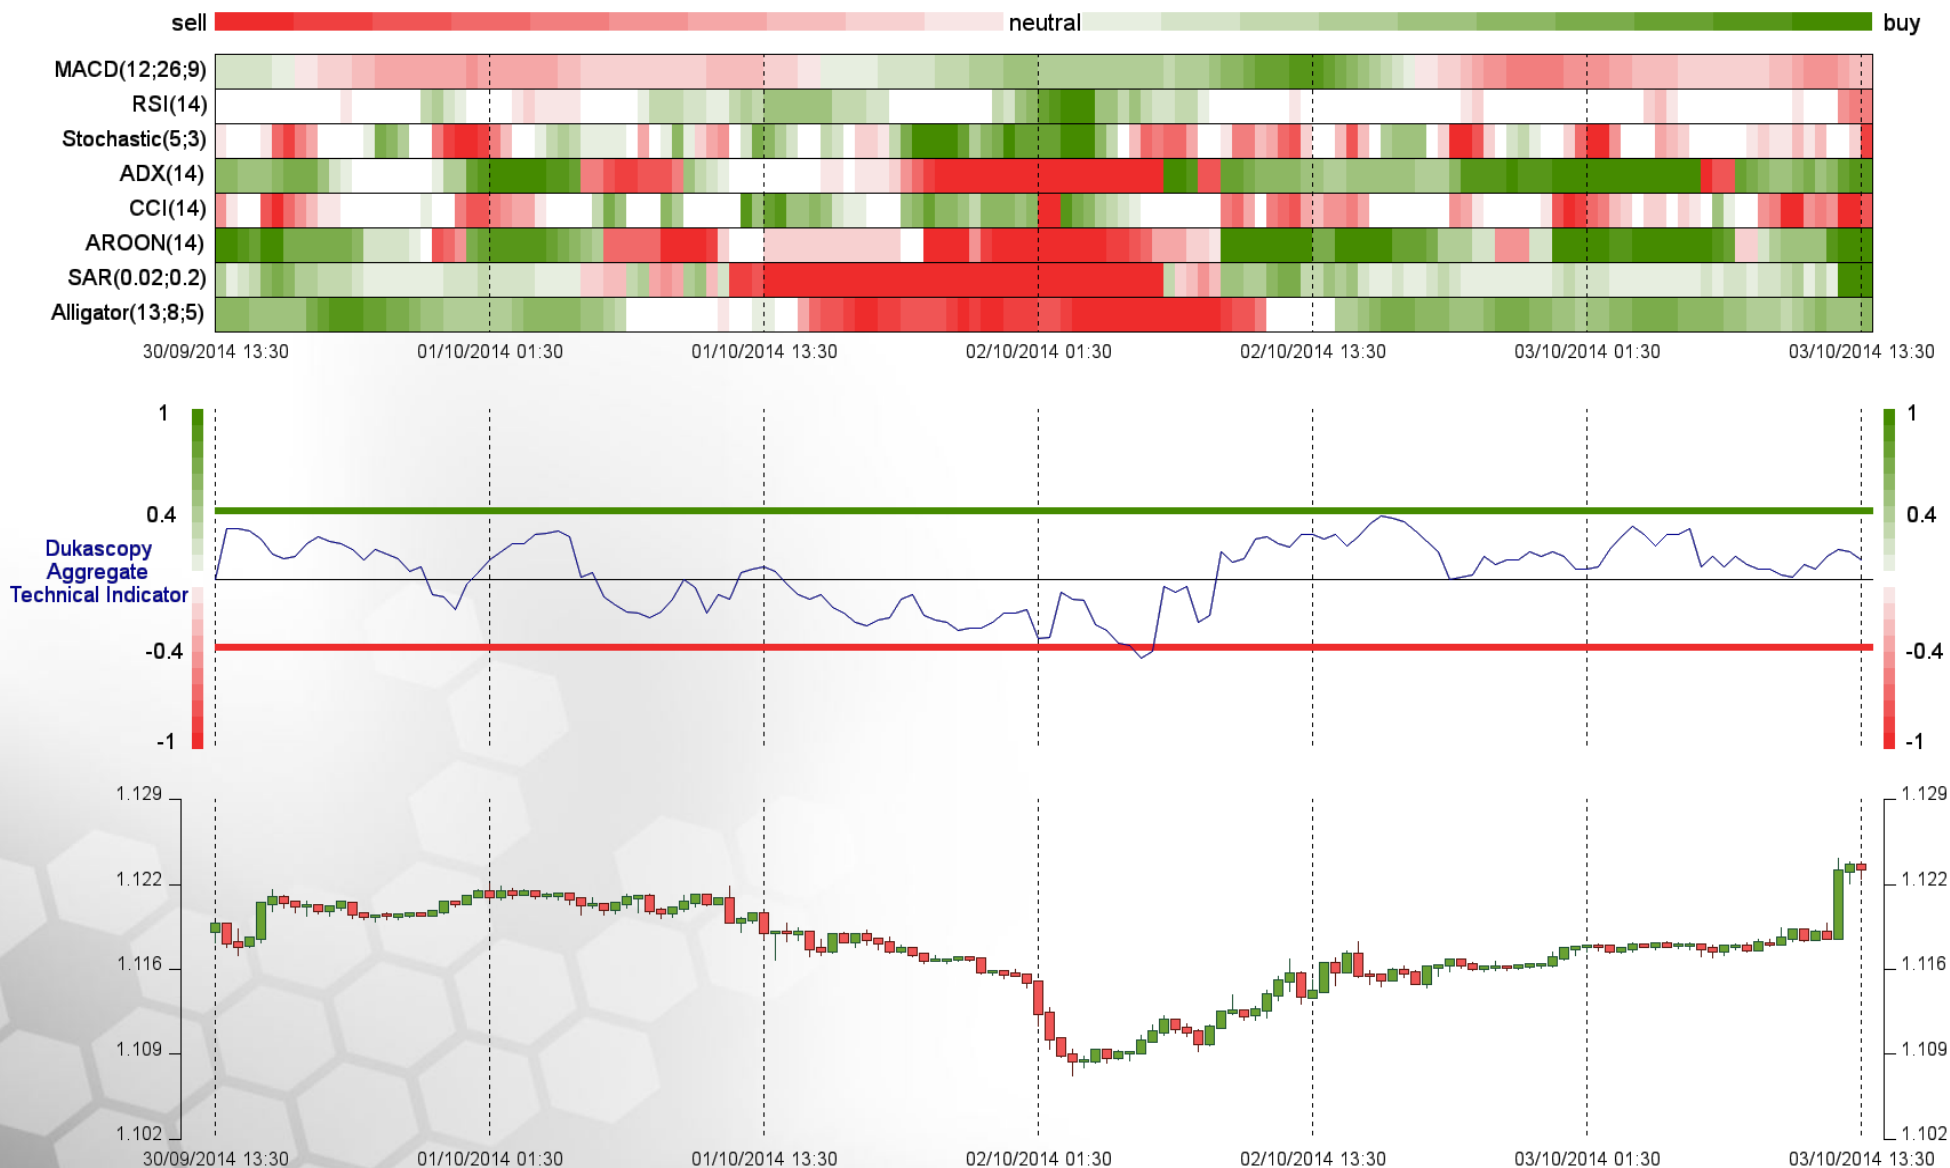 sell neutral buy
MACD(12;26;9)
RSI(14)
Stochastic(5;3)
ADX(14)
CCI(14)
AROON(14)
SAR(0.02;0.2)
Alligator(13;8;5)
30/09/2014 13:30 01/10/2014 01:30 01/10/2014 13:30 02/10/2014 01:30 02/10/2014 13:30 03/10/2014 01:30 03/10/2014 13:30
1 1
0.4 0.4
Dukascopy
Aggregate
Technical Indicator
-0.4 -0.4
-1 -1
1.129 1.129
1.122 1.122
1.116 1.116
1.109 1.109
1.102 1.102
30/09/2014 13:30 01/10/2014 01:30 01/10/2014 13:30 02/10/2014 01:30 02/10/2014 13:30 03/10/2014 01:30 03/10/2014 13:30